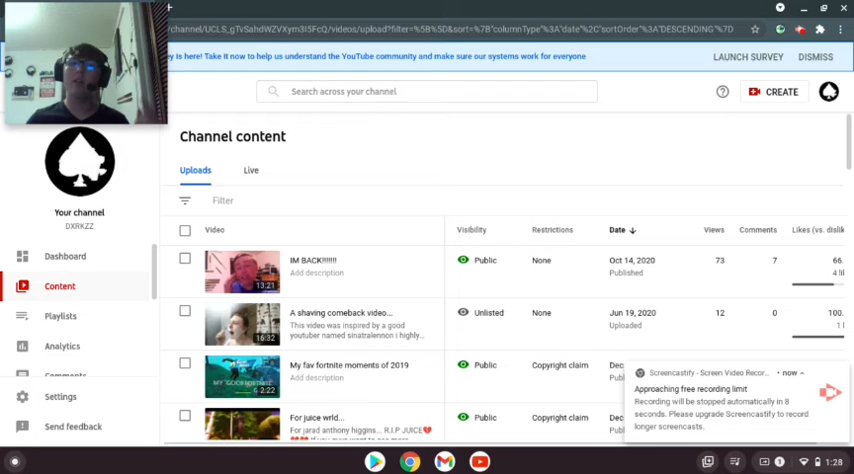 /channel/UCLS_gTvSahdWZVXym3I5FcQ/videos/upload?filter=%5B%5D&sort=%7B"columnType"%3A"date"%2C"sortOrder"%3A"DESCENDING"%7D
ey is here! Take it now to help us understand the YouTube community and make sure our systems work for everyone
LAUNCH SURVEY
DISMISS
Search across your channel
CREATE
Channel content
Uploads
Live
Filter
Your channel
DXRKZZ
Dashboard
Content
Playlists
Analytics
Comments
Settings
Send feedback
Video
Visibility
Restrictions
Date
Views
Comments
Likes (vs. dislik
13:21
IM BACK!!!!!!!
Add description
Public
None
Oct 14, 2020
Published
73
7
66.
4 li
16:32
A shaving comeback video...
This video was inspired by a good
youtuber named sinatralennon i highly...
Unlisted
None
Jun 19, 2020
Uploaded
12
0
100.
1 l
2:22
My fav fortnite moments of 2019
Add description
Public
Copyright claim
Dec
For juice wrld...
For jarad anthony higgins... R.I.P JUICE💔
Public
Copyright claim
Dec
Screencastify - Screen Video Recor... • now
Approaching free recording limit
Recording will be stopped automatically in 8
seconds. Please upgrade Screencastify to record
longer screencasts.
1
1:28